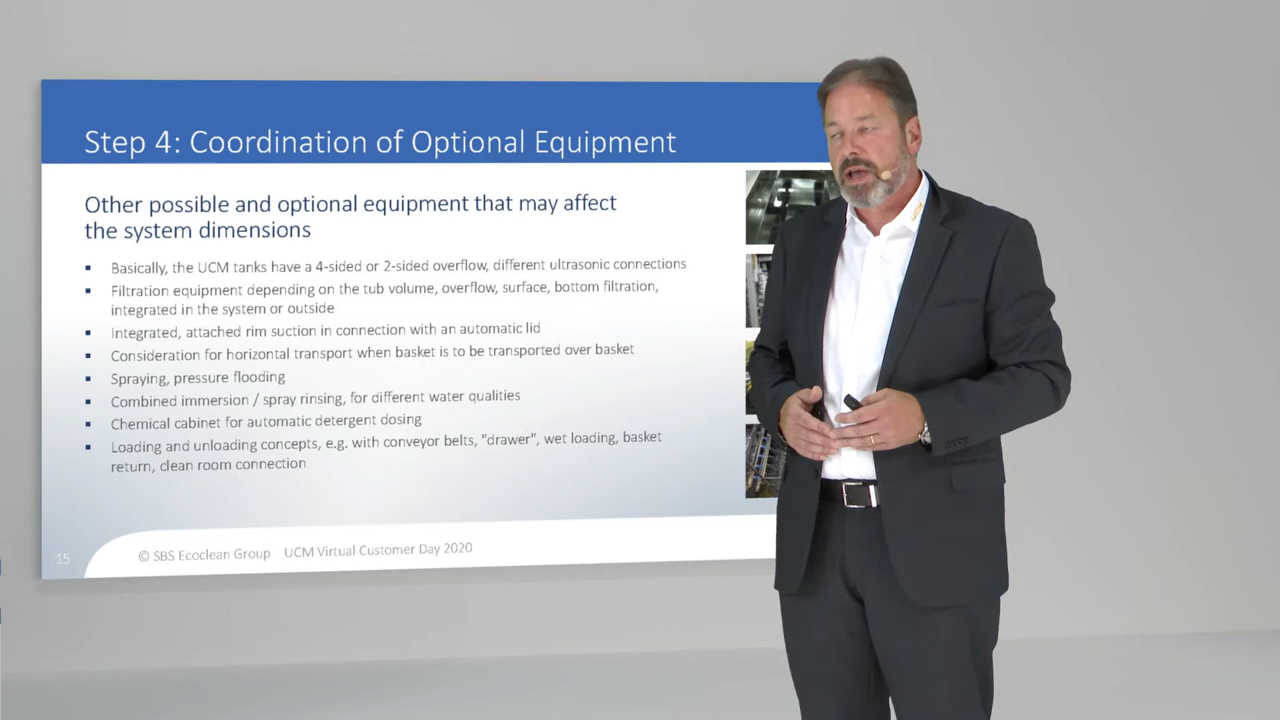 Step 4: Coordination of Optional Equipment
Other possible and optional equipment that may affect
the system dimensions
Basically, the UCM tanks have a 4-sided or 2-sided overflow, different ultrasonic connections
Filtration equipment depending on the tub volume, overflow, surface, bottom filtration,
integrated in the system or outside
Integrated, attached rim suction in connection with an automatic lid
Consideration for horizontal transport when basket is to be transported over basket
Spraying, pressure flooding
Combined immersion / spray rinsing, for different water qualities
Chemical cabinet for automatic detergent dosing
Loading and unloading concepts, e.g. with conveyor belts, "drawer", wet loading, basket
return, clean room connection
15
© SBS Ecoclean Group UCM Virtual Customer Day 2020